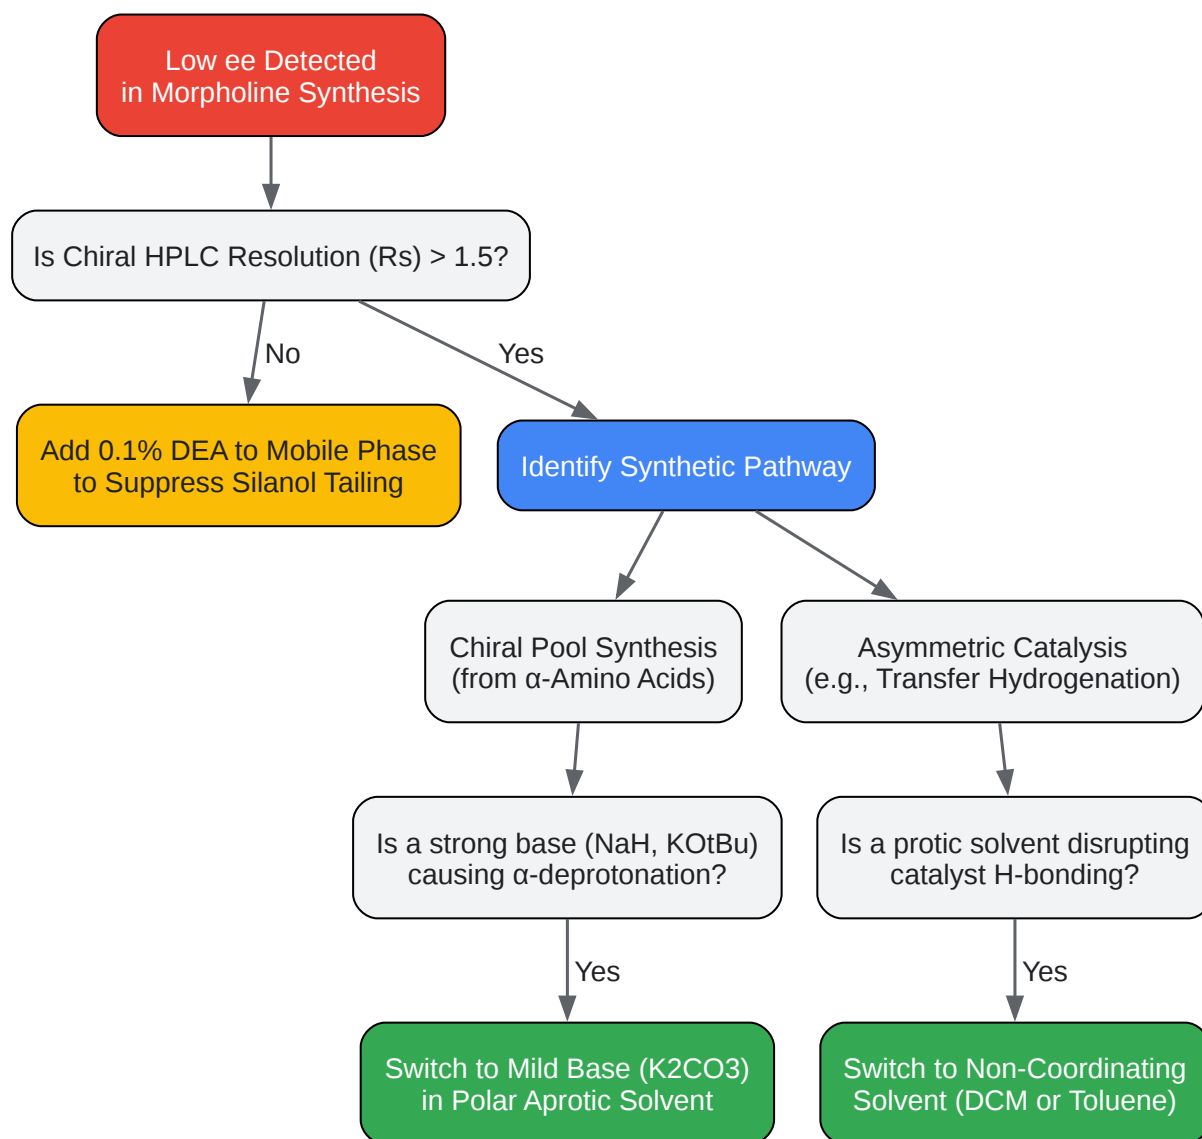 Low ee Detected
in Morpholine Synthesis
Is Chiral HPLC Resolution (Rs) > 1.5?
No
Yes
Add 0.1% DEA to Mobile Phase
to Suppress Silanol Tailing
Identify Synthetic Pathway
Chiral Pool Synthesis
(from α-Amino Acids)
Asymmetric Catalysis
(e.g., Transfer Hydrogenation)
Is a strong base (NaH, KOtBu)
causing α-deprotonation?
Is a protic solvent disrupting
catalyst H-bonding?
Yes
Yes
Switch to Mild Base (K2CO3)
in Polar Aprotic Solvent
Switch to Non-Coordinating
Solvent (DCM or Toluene)